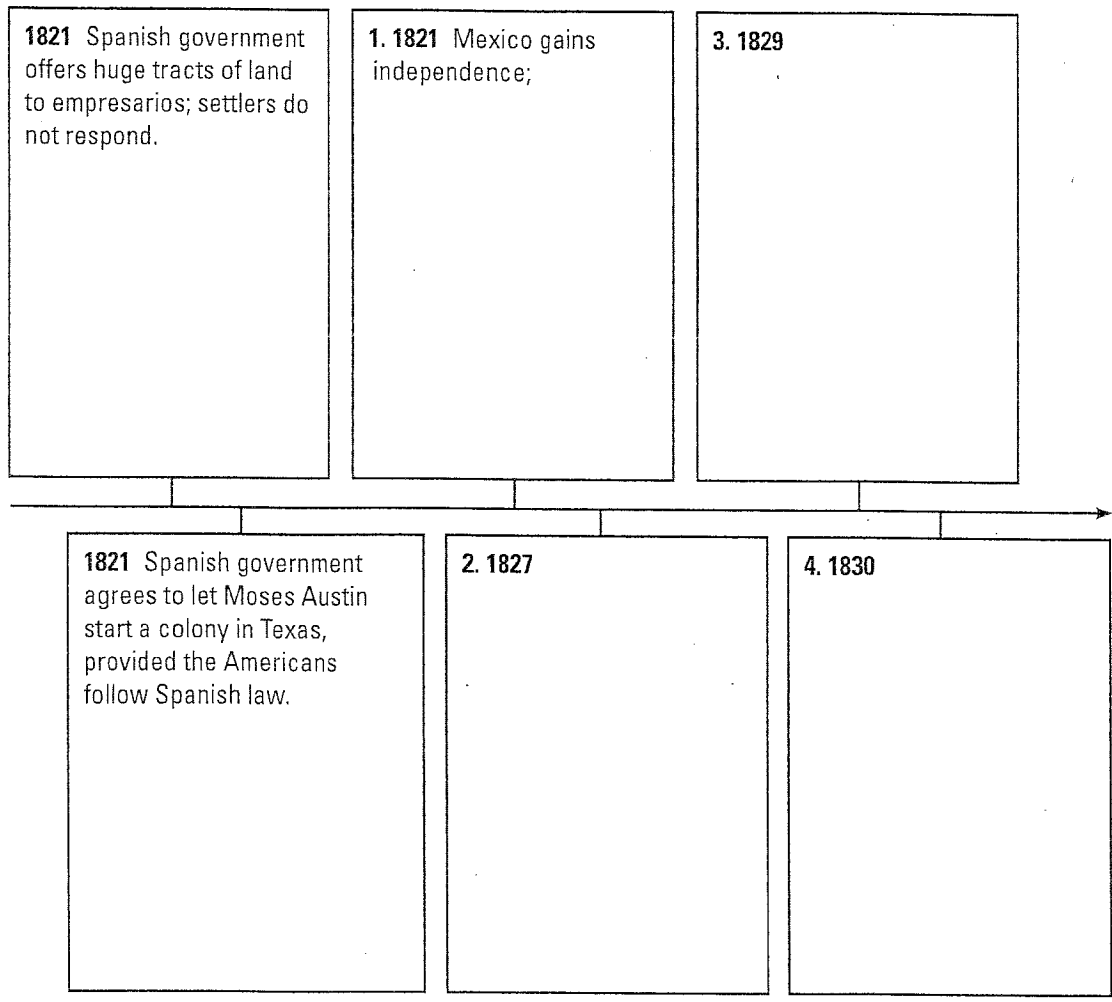 1821 Spanish government
offers huge tracts of land
to empresarios; settlers do
not respond.
1. 1821 Mexico gains
independence;
3. 1829
1821 Spanish government
agrees to let Moses Austin
start a colony in Texas,
provided the Americans
follow Spanish law.
2. 1827
4. 1830